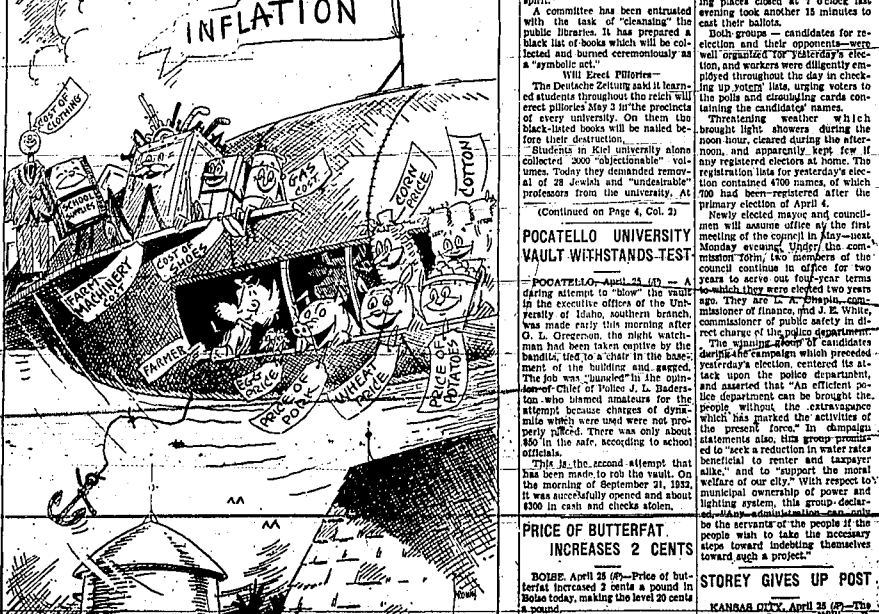 INFLATION
COST OF
CLOTHING
SCHOOL
SUPPLIES
GAS
COST
CORN
PRICE
COTTON
FARM
MACHINERY
COST OF
SHOES
FARMER
EGG
PRICE
PRICE OF
PORK
WHEAT
PRICE
PRICE OF
POTATOES
spirit.
A committee has been entrusted
with the task of "cleansing" the
public libraries. It has prepared a
black list of books which will be col-
lected and burned ceremoniously as
a "symbolic act."
Will Erect Pillories—
The Deutsche Zeitung said it learn-
ed students throughout the reich will
erect pillories May 3 in the precincts
of every university. On them the
black-listed books will be nailed be-
fore their destruction.
Students in Kiel university alone
collected 2000 "objectionable" vol-
umes. Today they demanded remov-
al of 28 Jewish and "undesirable"
professors from the university. At
(Continued on Page 4, Col. 2)
POCATELLO UNIVERSITY
VAULT WITHSTANDS TEST
POCATELLO, April 25 (AP) — A
daring attempt to "blow" the vault
in the executive offices of the Uni-
versity of Idaho, southern branch,
was made early this morning after
G. L. Gregerson, the night watch-
man had been taken captive by the
bandits, tied to a chair in the base-
ment of the building and gagged.
The job was "bungled" in the opin-
ion of Chief of Police J. L. Baders-
ton who blamed amateurs for the
attempt because charges of dyna-
mite which were used were not pro-
perly placed. There was only about
$50 in the safe, according to school
officials.
This is the second attempt that
has been made to rob the vault. On
the morning of September 21, 1932,
it was successfully opened and about
$300 in cash and checks stolen.
PRICE OF BUTTERFAT
INCREASES 2 CENTS
BOISE, April 25 (AP)—Price of but-
terfat increased 2 cents a pound in
Boise today, making the level 20 cents
a pound.
ing places closed at 7 o'clock last
evening took another 15 minutes to
cast their ballots.
Both groups — candidates for re-
election and their opponents—were
well organized for yesterday's elec-
tion, and workers were diligently em-
ployed throughout the day in check-
ing up voters' lists, urging voters to
the polls and circulating cards con-
taining the candidates' names.
Threatening weather which
brought light showers during the
noon hour, cleared during the after-
noon, and apparently kept few if
any registered electors at home. The
registration lists for yesterday's elec-
tion contained 4700 names, of which
700 had been registered after the
primary election of April 4.
Newly elected mayor and council-
men will assume office at the first
meeting of the council in May—next
Monday evening. Under the com-
mission form, two members of the
council continue in office for two
years to serve out four-year terms
to which they were elected two years
ago. They are L. A. Chapin, com-
missioner of finance, and J. E. White,
commissioner of public safety in di-
rect charge of the police department.
The winning group of candidates
during the campaign which preceded
yesterday's election, centered its at-
tack upon the police department,
and asserted that "An efficient po-
lice department can be brought the
people without the extravagance
which has marked the activities of
the present force." In campaign
statements also, this group promis-
ed to "seek a reduction in water rates
beneficial to renter and taxpayer
alike," and to "support the moral
welfare of our city." With respect to
municipal ownership of power and
lighting system, this group declar-
ed, "Any administration can only
be the servants of the people if the
people wish to take the necessary
steps toward indebting themselves
toward such a project."
STOREY GIVES UP POST
KANSAS CITY, April 25 (AP)—The